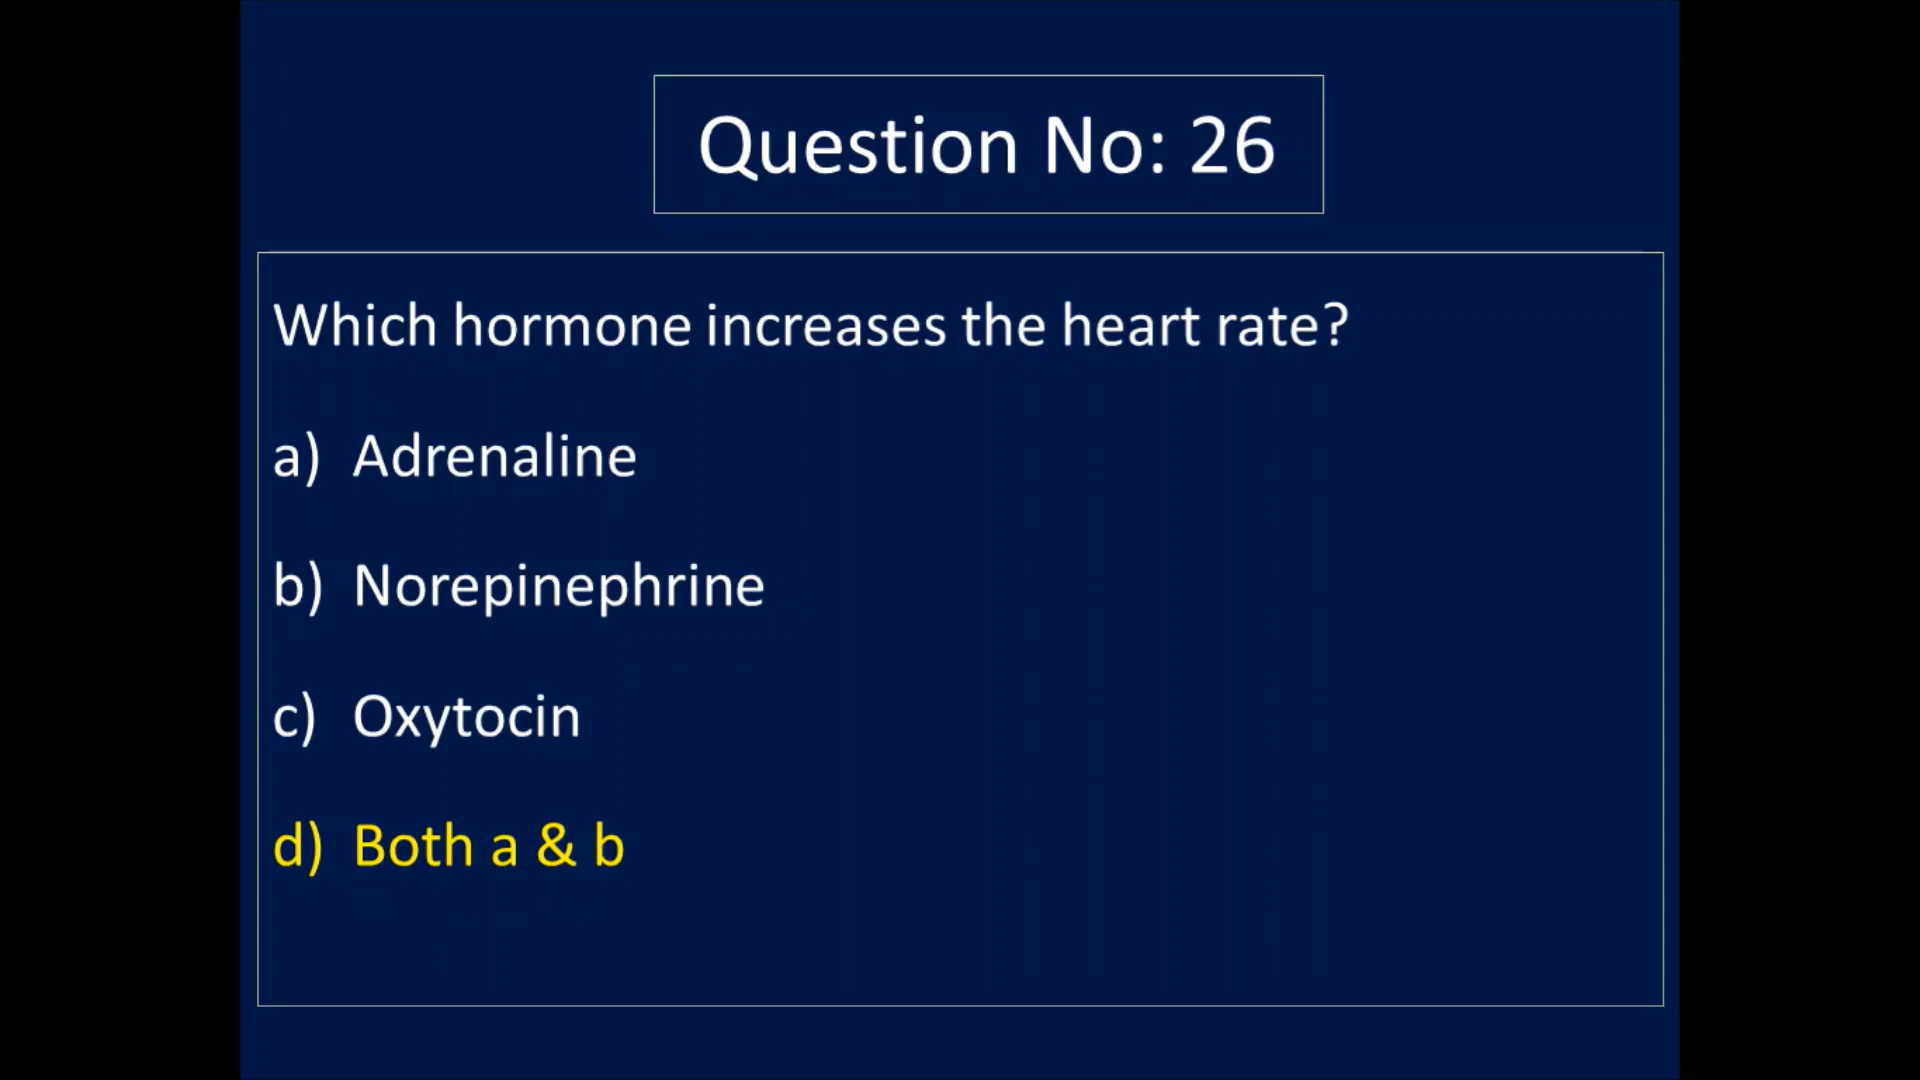 Question No: 26
Which hormone increases the heart rate?
a) Adrenaline
b) Norepinephrine
c) Oxytocin
d) Both a & b